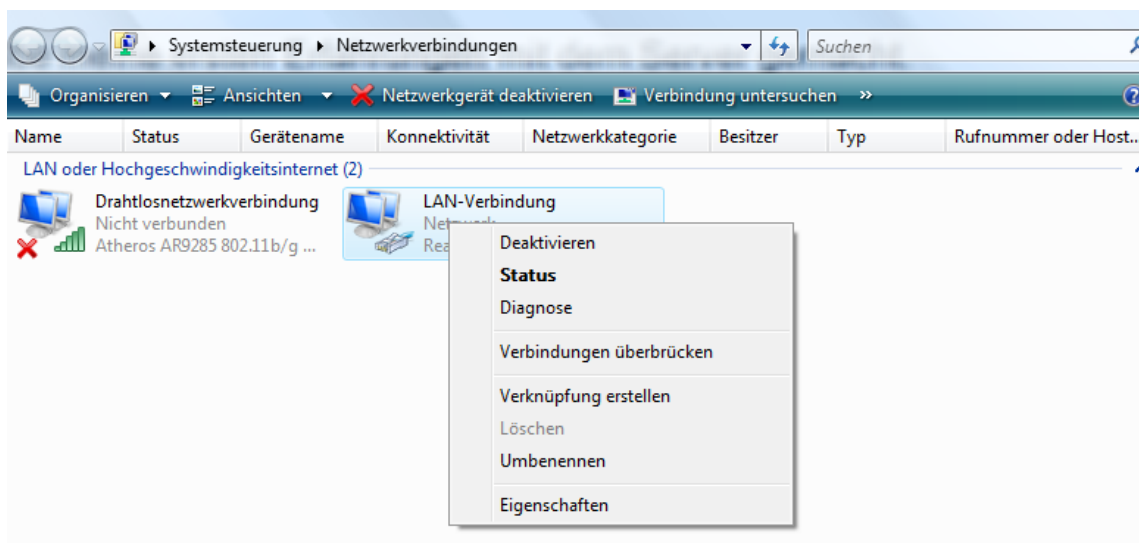 Systemsteuerung Netzwerkverbindungen Suchen
Organisieren Ansichten Netzwerkgerät deaktivieren Verbindung untersuchen »
Name Status Gerätename Konnektivität Netzwerkkategorie Besitzer Typ Rufnummer oder Host...
LAN oder Hochgeschwindigkeitsinternet (2)
Drahtlosnetzwerkverbindung
Nicht verbunden
Atheros AR9285 802.11b/g ...
LAN-Verbindung
Netzwerk
Rea
Deaktivieren
Status
Diagnose
Verbindungen überbrücken
Verknüpfung erstellen
Löschen
Umbenennen
Eigenschaften